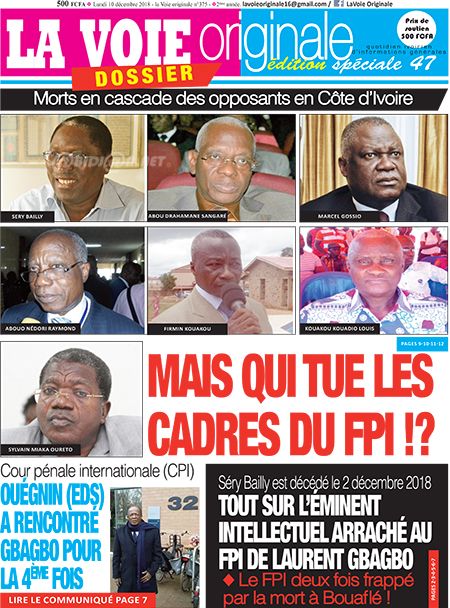 500 FCFA / Lundi 10 décembre 2018 - la Voie originale n°375 - 2ème année. lavoieoriginale16@gmail.com / LaVoie Originale
LA VOIE originale
DOSSIER
édition spéciale 47
Prix de
soutien
500 FCFA
quotidien ivoirien
d'informations générales
Morts en cascade des opposants en Côte d'Ivoire
SERY BAILLY
ABOU DRAHAMANE SANGARÉ
MARCEL GOSSIO
ABOUO NÉDORI RAYMOND
FIRMIN KOUAKOU
KOUAKOU KOUADIO LOUIS
PAGES 9-10-11-12
SYLVAIN MIAKA OURETO
MAIS QUI TUE LES
CADRES DU FPI !?
Cour pénale internationale (CPI)
OUÉGNIN (EDS)
A RENCONTRÉ
GBAGBO POUR
LA 4ÈME FOIS
32
LIRE LE COMMUNIQUÉ PAGE 7
Séry Bailly est décédé le 2 décembre 2018
TOUT SUR L'ÉMINENT
INTELLECTUEL ARRACHÉ AU
FPI DE LAURENT GBAGBO
◆ Le FPI deux fois frappé
par la mort à Bouaflé !